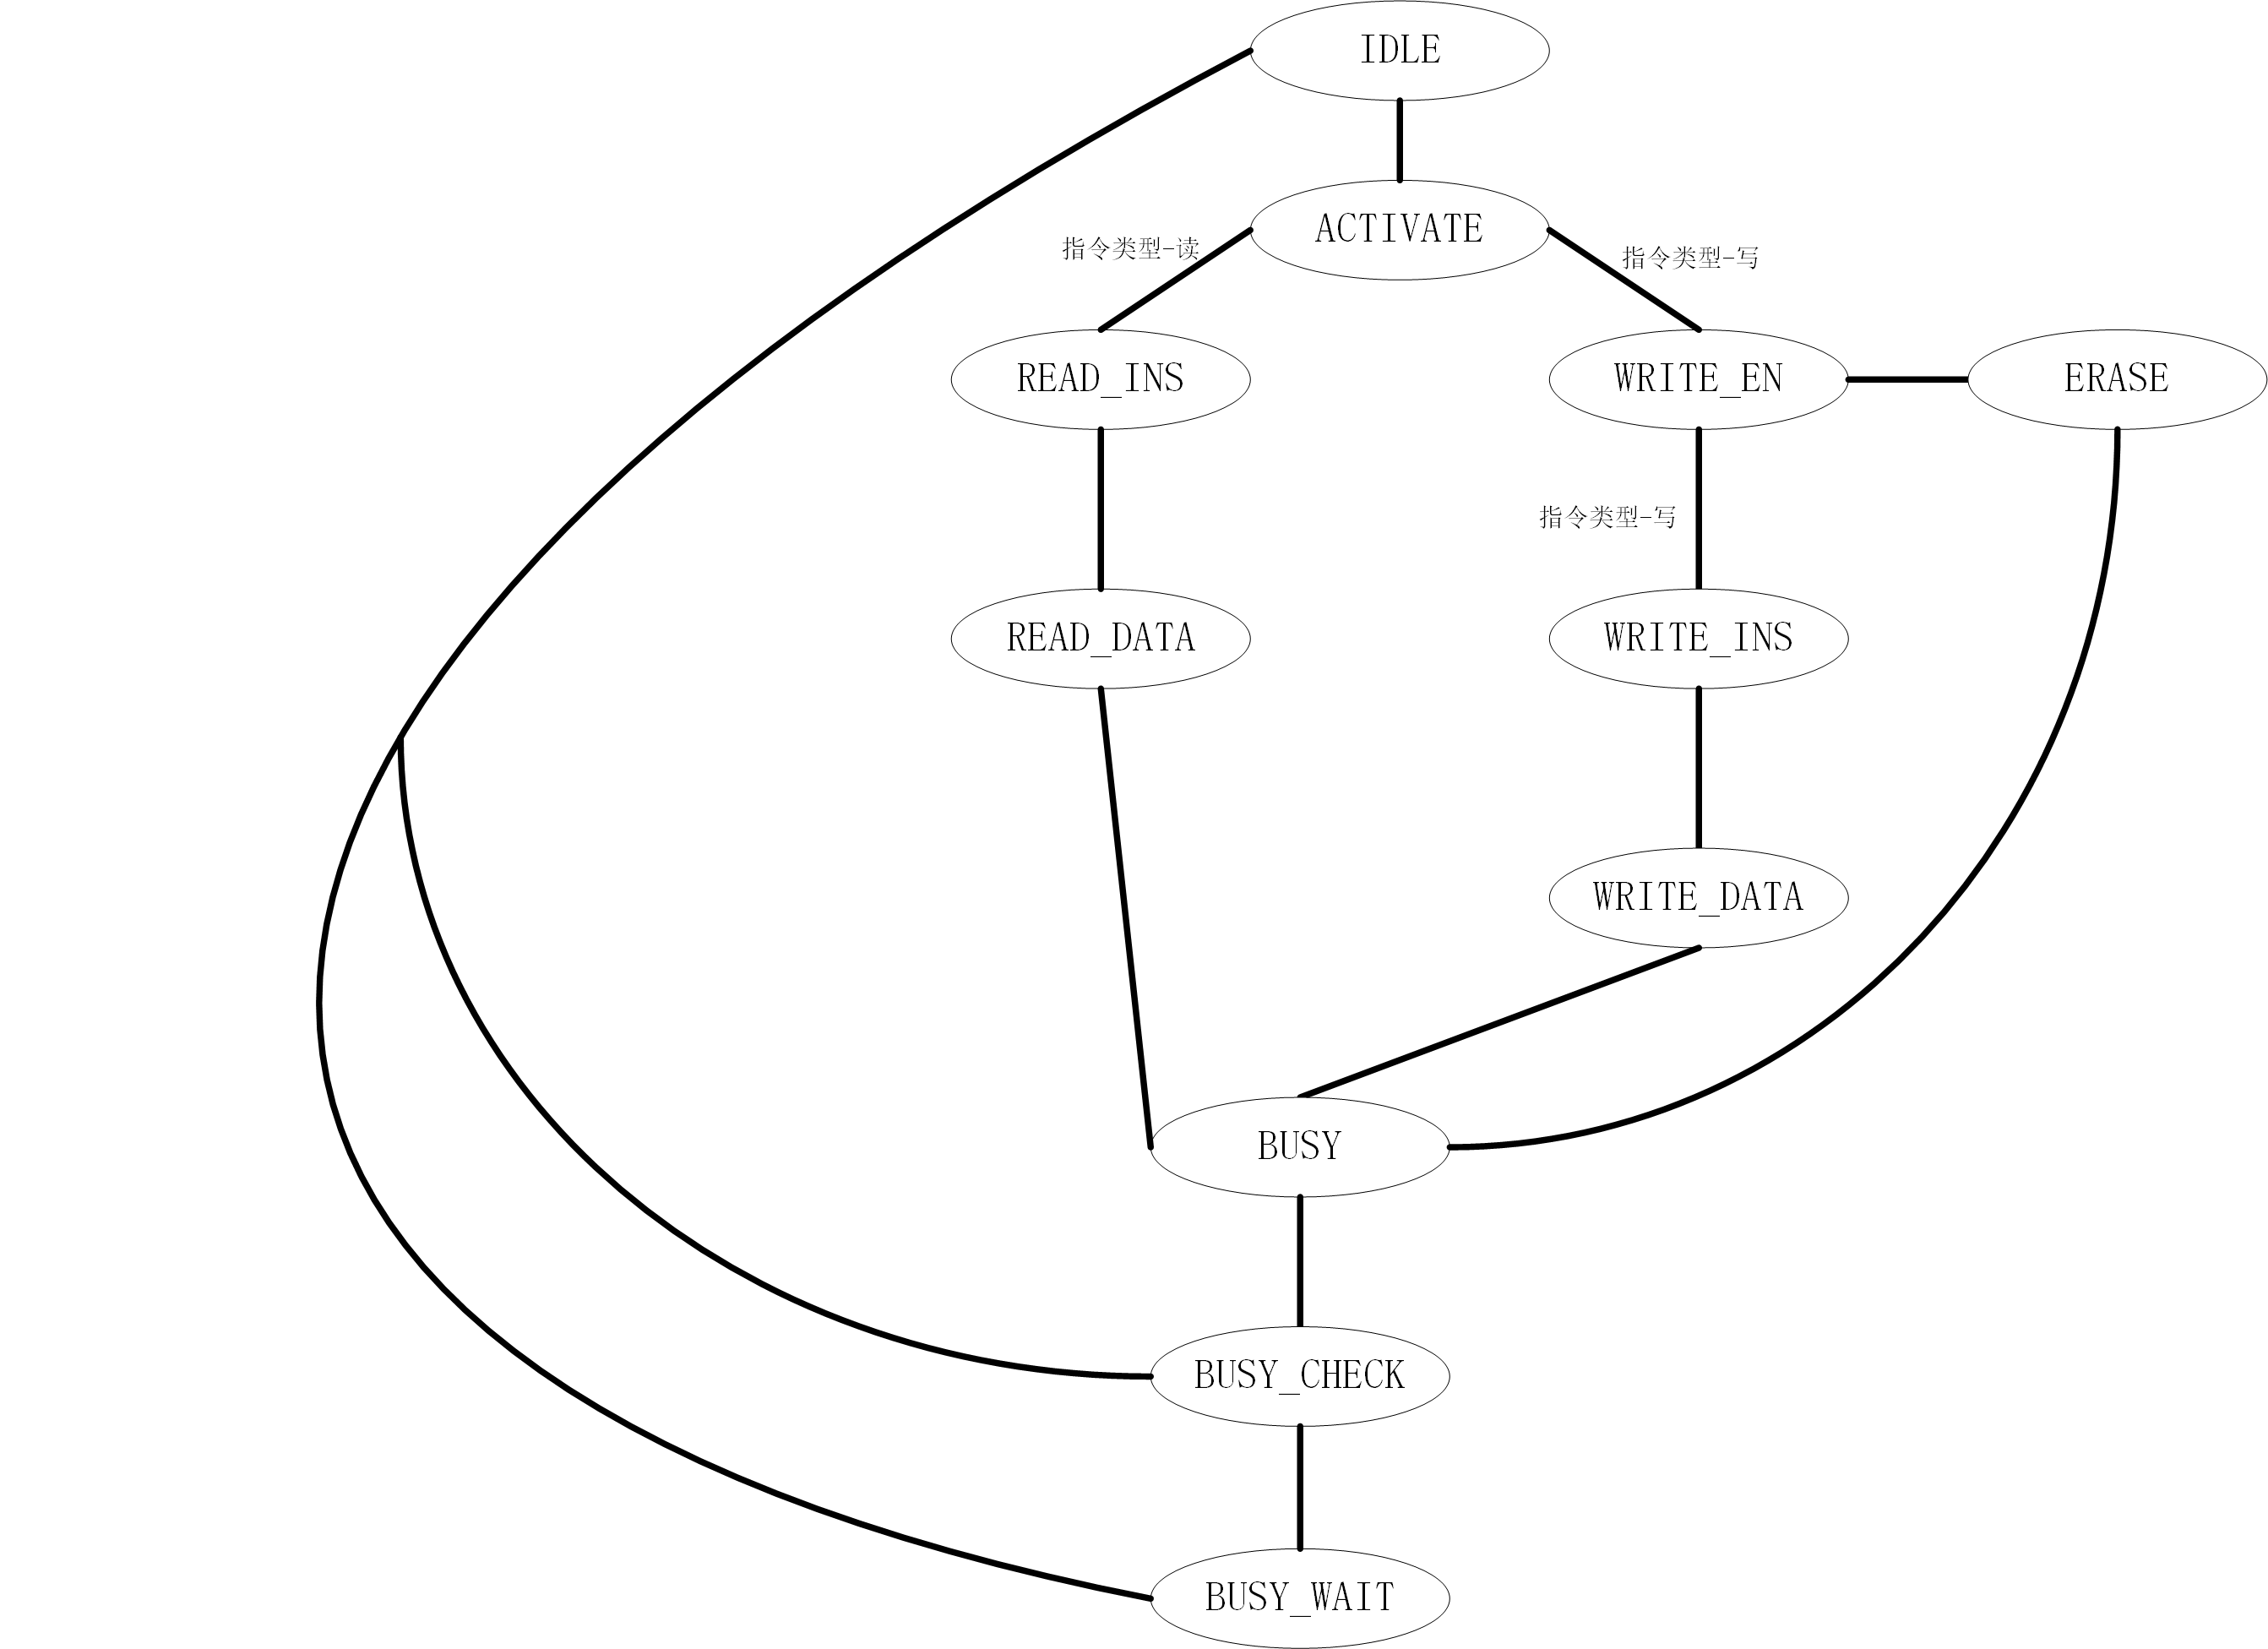 IDLE
ACTIVATE
指令类型-读
指令类型-写
READ_INS
WRITE_EN
ERASE
指令类型-写
READ_DATA
WRITE_INS
WRITE_DATA
BUSY
BUSY_CHECK
BUSY_WAIT